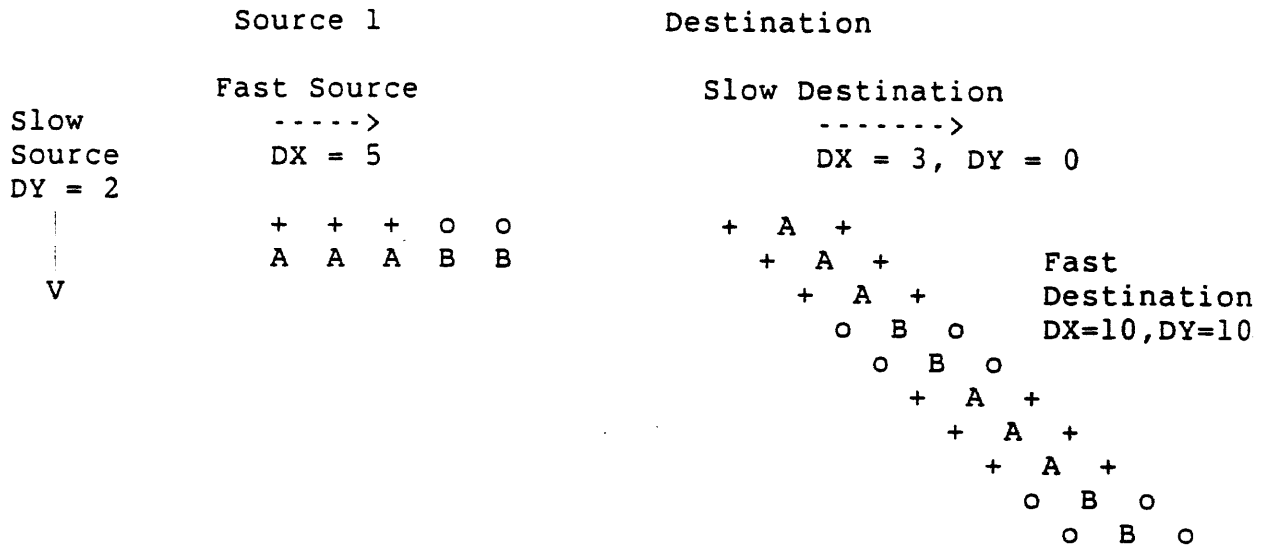 Source 1 Destination
Fast Source Slow Destination
Slow -----> ------->
Source DX = 5 DX = 3, DY = 0
DY = 2
+ + + o o + A +
A A A B B + A + Fast
V + A + Destination
o B o DX=10,DY=10
o B o
+ A +
+ A +
+ A +
o B o
o B o